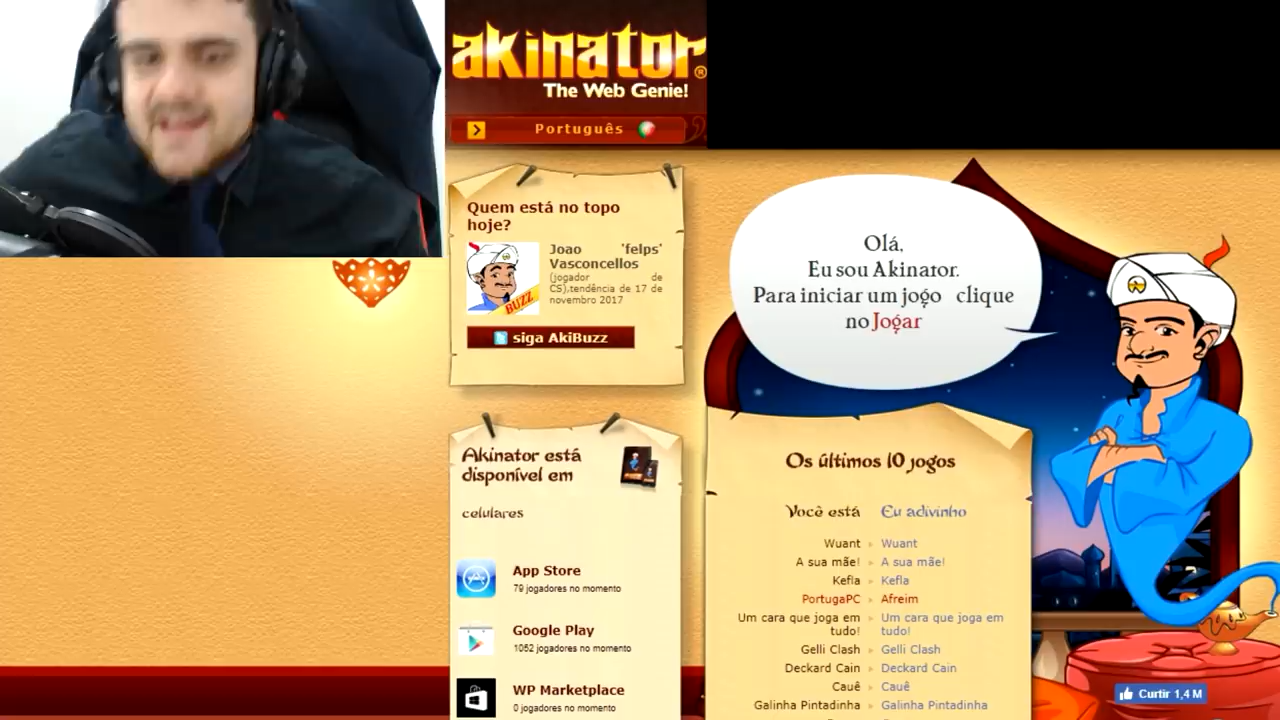 akinator®
The Web Genie!
Português
Quem está no topo
hoje?
Joao 'felps'
Vasconcellos
(jogador de
CS),tendência de 17 de
novembro 2017
BUZZ
siga AkiBuzz
Olá,
Eu sou Akinator.
Para iniciar um jogo clique
no Jogar
Akinator está
disponível em
celulares
App Store
79 jogadores no momento
Google Play
1052 jogadores no momento
WP Marketplace
0 jogadores no momento
Os últimos 10 jogos
Você está Eu adivinho
Wuant Wuant
A sua mãe! A sua mãe!
Kefla Kefla
PortugaPC Afreim
Um cara que joga em Um cara que joga em
tudo! tudo!
Gelli Clash Gelli Clash
Deckard Cain Deckard Cain
Cauê Cauê
Galinha Pintadinha Galinha Pintadinha
Curtir 1,4 M